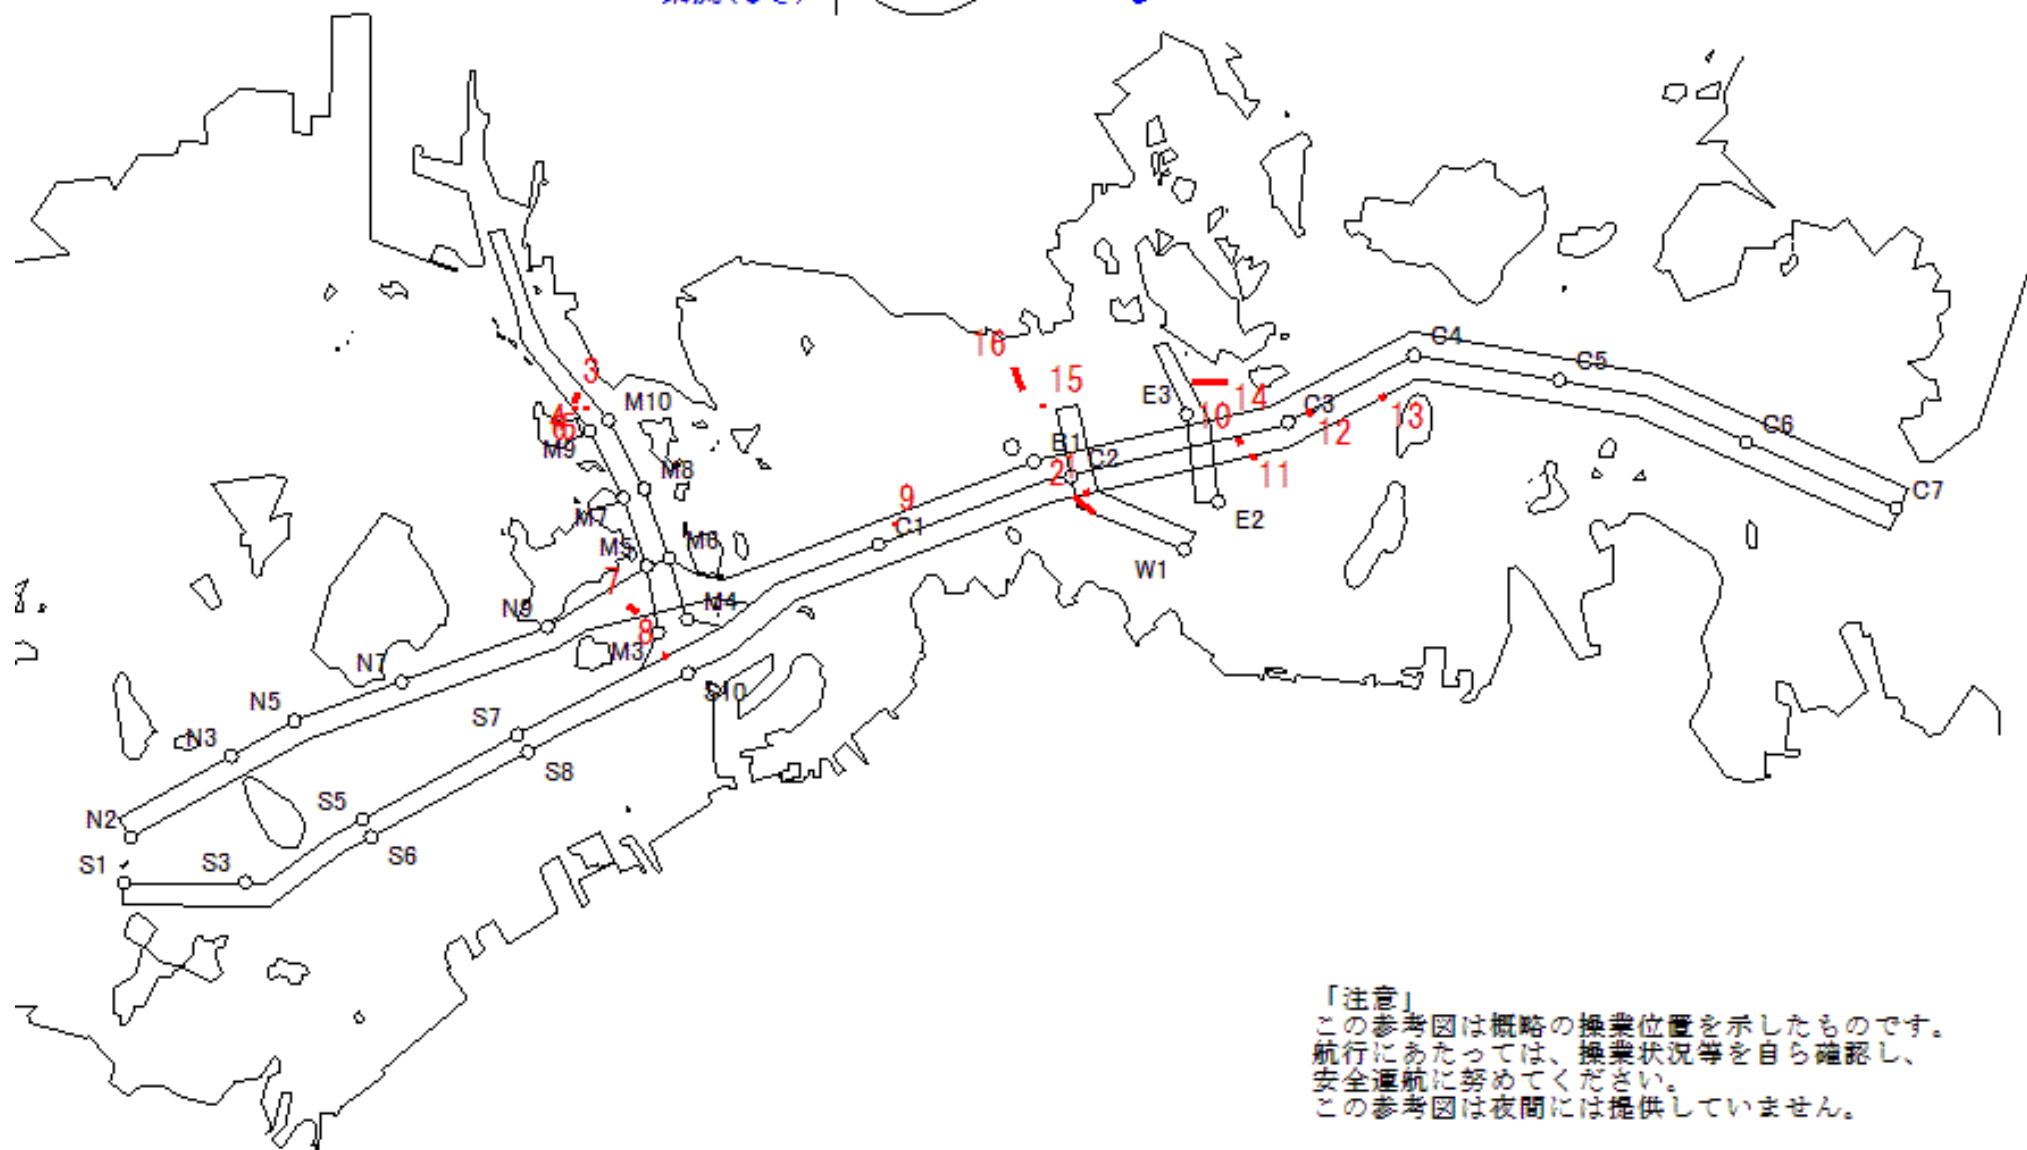 16
15
14
13
12
11
10
9
8
7
3
C4
C5
C6
C7
C3
C2
C1
E3
E2
B1
21
W1
M10
M9
M8
M7
M6
M5
M4
M3
N9
N7
N5
N3
N2
S1
S3
S5
S6
S7
S8
S10
「注意」
この参考図は概略の操業位置を示したものです。
航行にあたっては、操業状況等を自ら確認し、
安全運航に努めてください。
この参考図は夜間には提供していません。